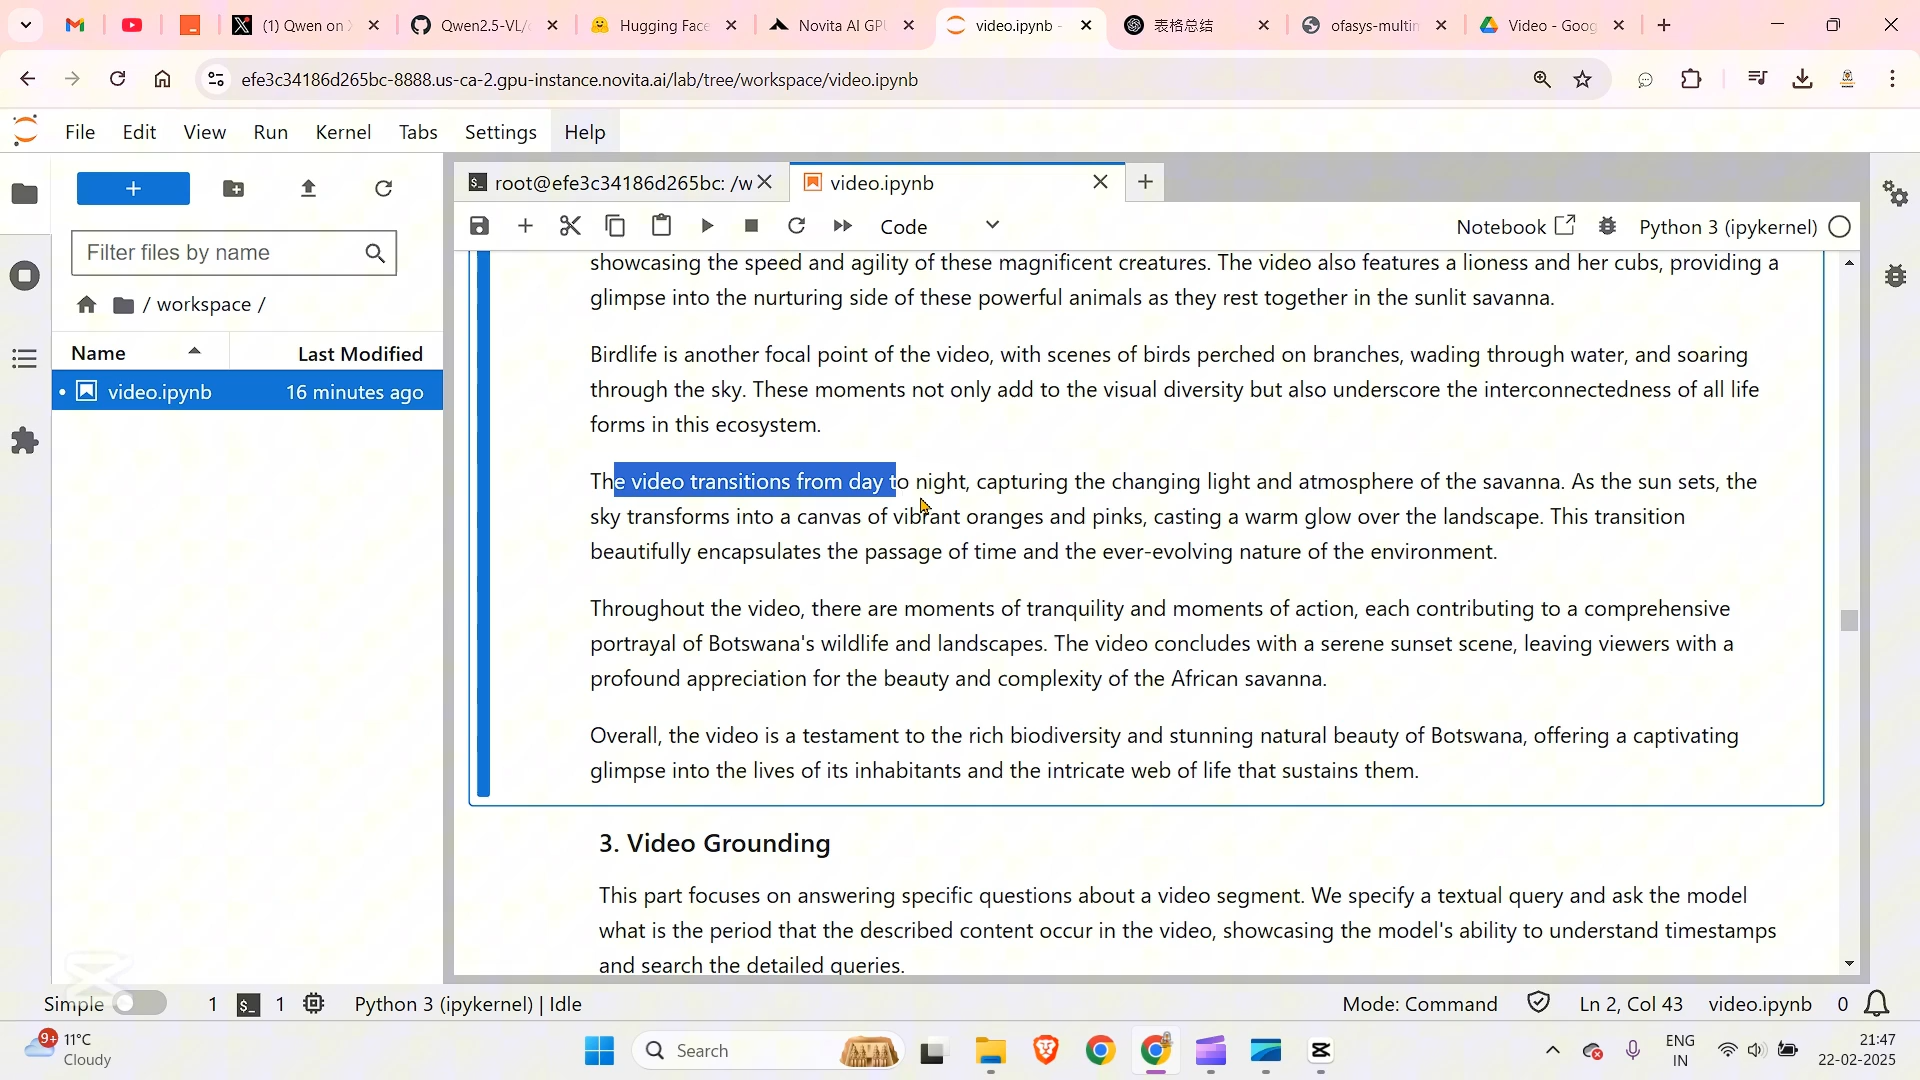 (1) Qwen on
Qwen2.5-VL/
Hugging Face
Novita AI GPU
video.ipynb -
表格总结
ofasys-multim
Video - Goog
efe3c34186d265bc-8888.us-ca-2.gpu-instance.novita.ai/lab/tree/workspace/video.ipynb
File Edit View Run Kernel Tabs Settings Help
root@efe3c34186d265bc: /w
video.ipynb
Code
Notebook
Python 3 (ipykernel)
Filter files by name
/ workspace /
Name Last Modified
video.ipynb 16 minutes ago
showcasing the speed and agility of these magnificent creatures. The video also features a lioness and her cubs, providing a
glimpse into the nurturing side of these powerful animals as they rest together in the sunlit savanna.
Birdlife is another focal point of the video, with scenes of birds perched on branches, wading through water, and soaring
through the sky. These moments not only add to the visual diversity but also underscore the interconnectedness of all life
forms in this ecosystem.
The video transitions from day to night, capturing the changing light and atmosphere of the savanna. As the sun sets, the
sky transforms into a canvas of vibrant oranges and pinks, casting a warm glow over the landscape. This transition
beautifully encapsulates the passage of time and the ever-evolving nature of the environment.
Throughout the video, there are moments of tranquility and moments of action, each contributing to a comprehensive
portrayal of Botswana's wildlife and landscapes. The video concludes with a serene sunset scene, leaving viewers with a
profound appreciation for the beauty and complexity of the African savanna.
Overall, the video is a testament to the rich biodiversity and stunning natural beauty of Botswana, offering a captivating
glimpse into the lives of its inhabitants and the intricate web of life that sustains them.
3. Video Grounding
This part focuses on answering specific questions about a video segment. We specify a textual query and ask the model
what is the period that the described content occur in the video, showcasing the model's ability to understand timestamps
and search the detailed queries.
Simple 1 1 Python 3 (ipykernel) | Idle Mode: Command Ln 2, Col 43 video.ipynb 0
9+
11°C
Cloudy
Search
ENG
IN
21:47
22-02-2025